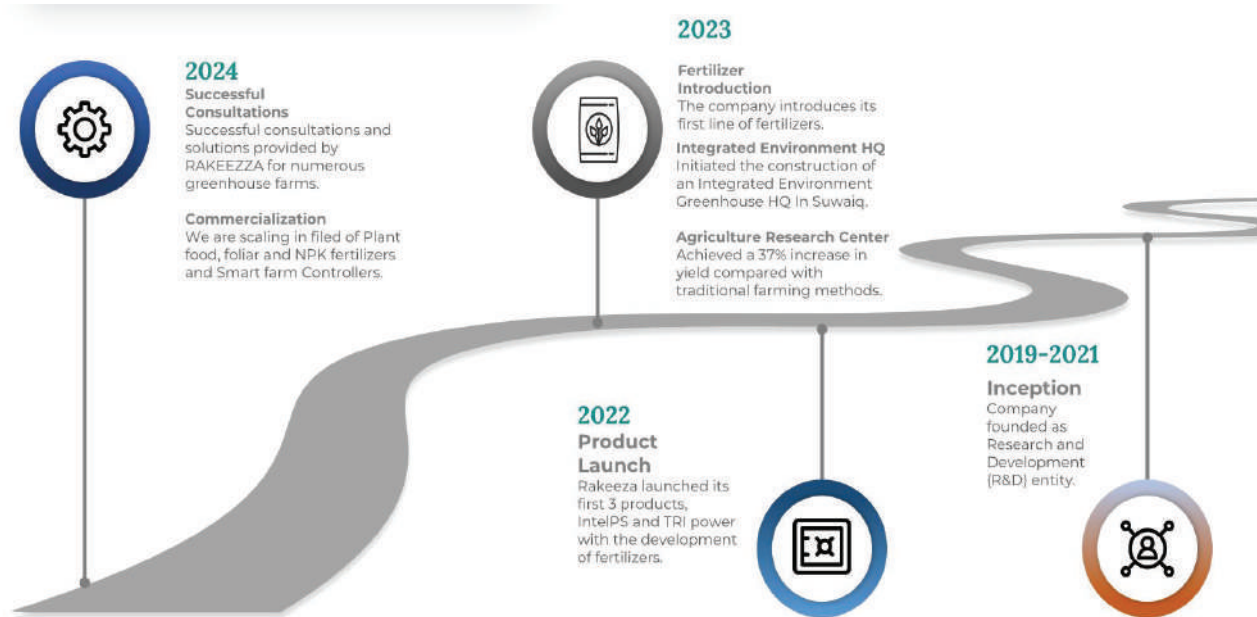 2024
Successful
Consultations
Successful consultations and
solutions provided by
RAKEEZZA for numerous
greenhouse farms.
Commercialization
We are scaling in filed of Plant
food, foliar and NPK fertilizers
and Smart farm Controllers.
2023
Fertilizer
Introduction
The company introduces its
first line of fertilizers.
Integrated Environment HQ
Initiated the construction of
an Integrated Environment
Greenhouse HQ In Suwaiq.
Agriculture Research Center
Achieved a 37% increase in
yield compared with
traditional farming methods.
2022
Product
Launch
Rakeeza launched its
first 3 products,
IntelPS and TRI power
with the development
of fertilizers.
2019-2021
Inception
Company
founded as
Research and
Development
(R&D) entity.